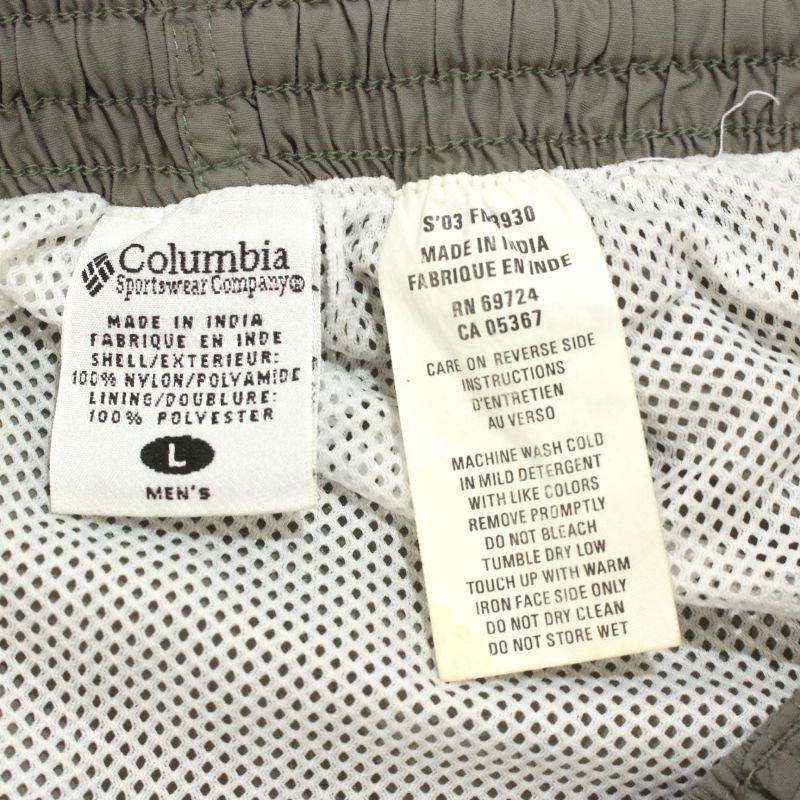 Columbia
Sportswear Company®
MADE IN INDIA
FABRIQUE EN INDE
SHELL/EXTERIEUR:
100% NYLON/POLYAMIDE
LINING/DOUBLURE:
100% POLYESTER
L
MEN'S
S'03
MADE IN INDIA
FABRIQUE EN INDE
RN 69724
CA 05367
CARE ON REVERSE SIDE
INSTRUCTIONS
D'ENTRETIEN
AU VERSO
MACHINE WASH COLD
IN MILD DETERGENT
WITH LIKE COLORS
REMOVE PROMPTLY
DO NOT BLEACH
TUMBLE DRY LOW
TOUCH UP WITH WARM
IRON FACE SIDE ONLY
DO NOT DRY CLEAN
DO NOT STORE WET